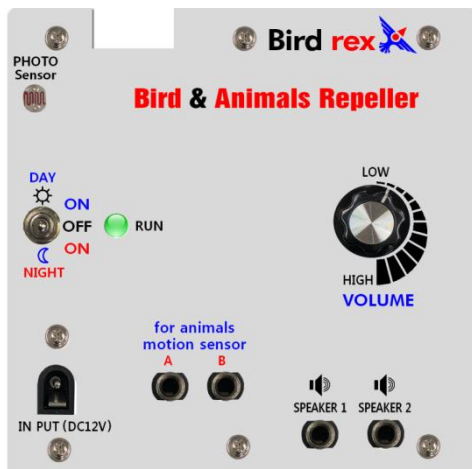 Bird rex
PHOTO
Sensor
Bird & Animals Repeller
DAY
ON
OFF
ON
NIGHT
RUN
LOW
HIGH
VOLUME
for animals
motion sensor
A B
IN PUT (DC12V)
SPEAKER 1 SPEAKER 2